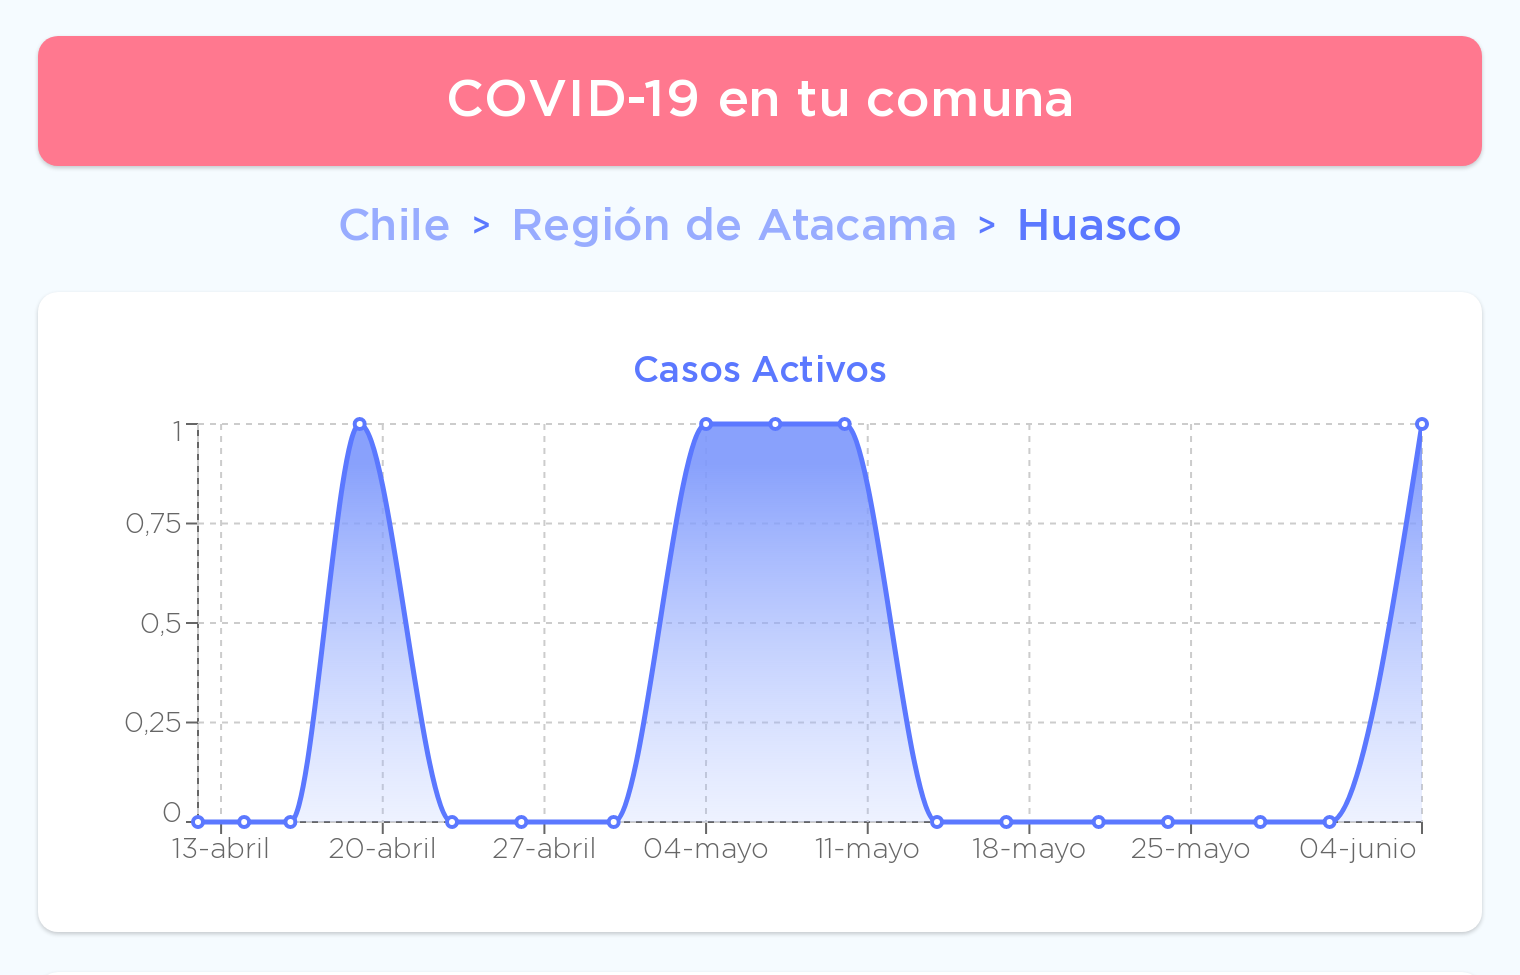 COVID-19 en tu comuna
Chile > Región de Atacama > Huasco
Casos Activos
1
0,75
0,5
0,25
0
13-abril 20-abril 27-abril 04-mayo 11-mayo 18-mayo 25-mayo 04-junio